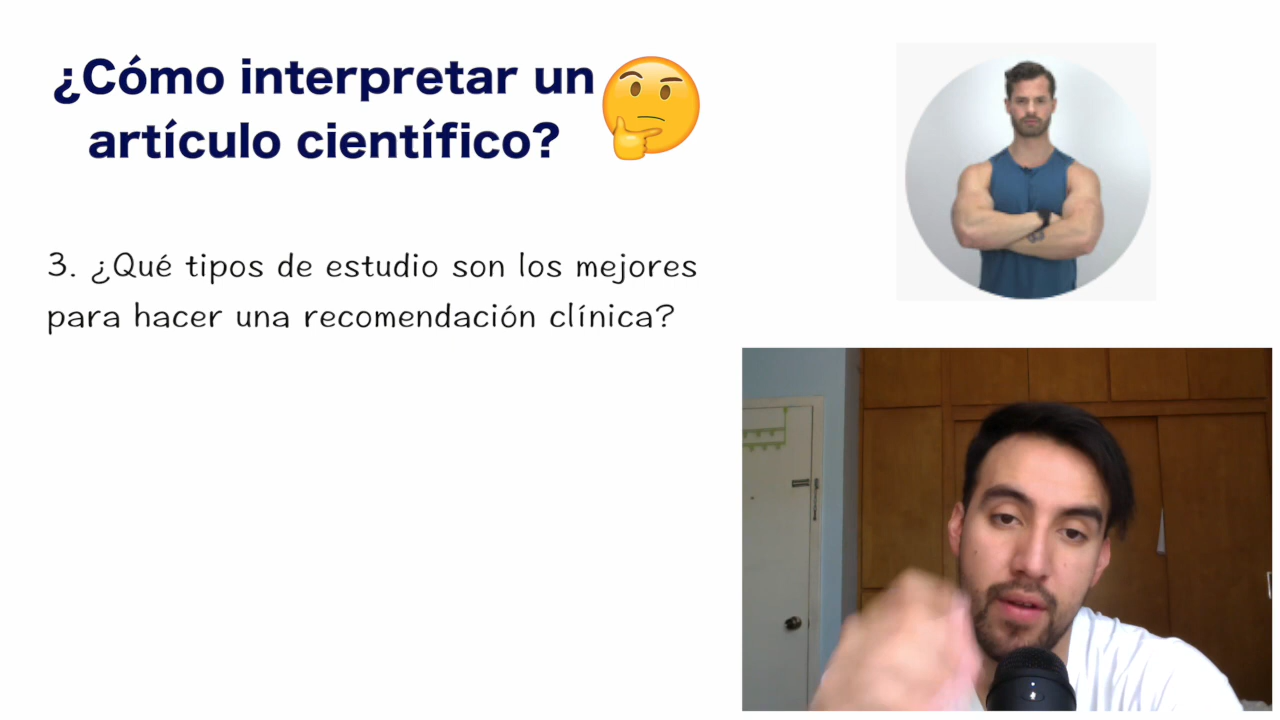 ¿Cómo interpretar un
artículo científico?
3. ¿Qué tipos de estudio son los mejores
para hacer una recomendación clínica?